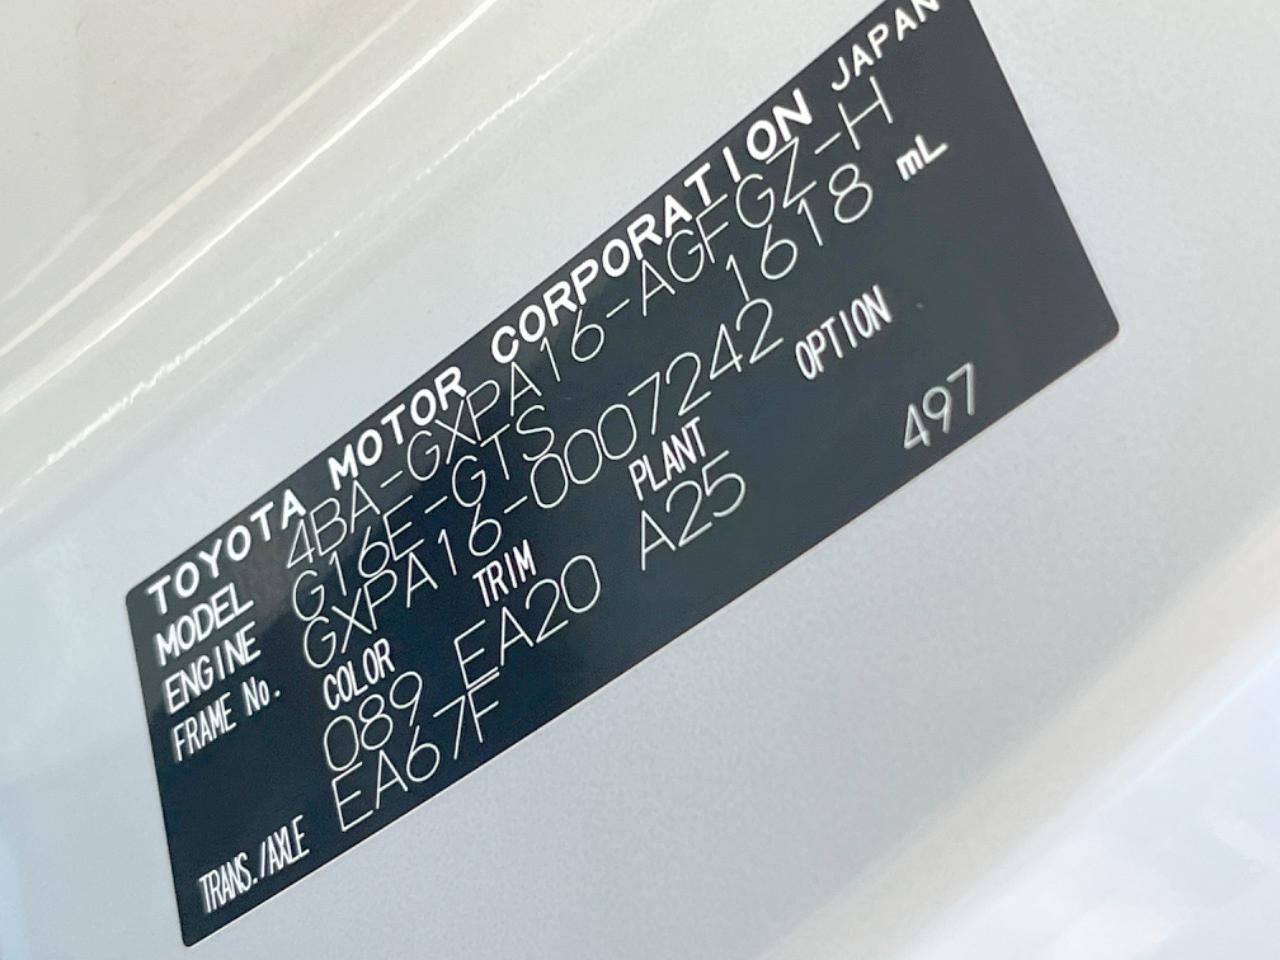 TOYOTA MOTOR CORPORATION JAPAN
MODEL 4BA-GXPA16-AGFGZ-H
ENGINE G16E-GTS 1618 mL
FRAME No. GXPA16-0007242
COLOR TRIM PLANT OPTION
089 EA20 A25 497
TRANS./AXLE EA67F